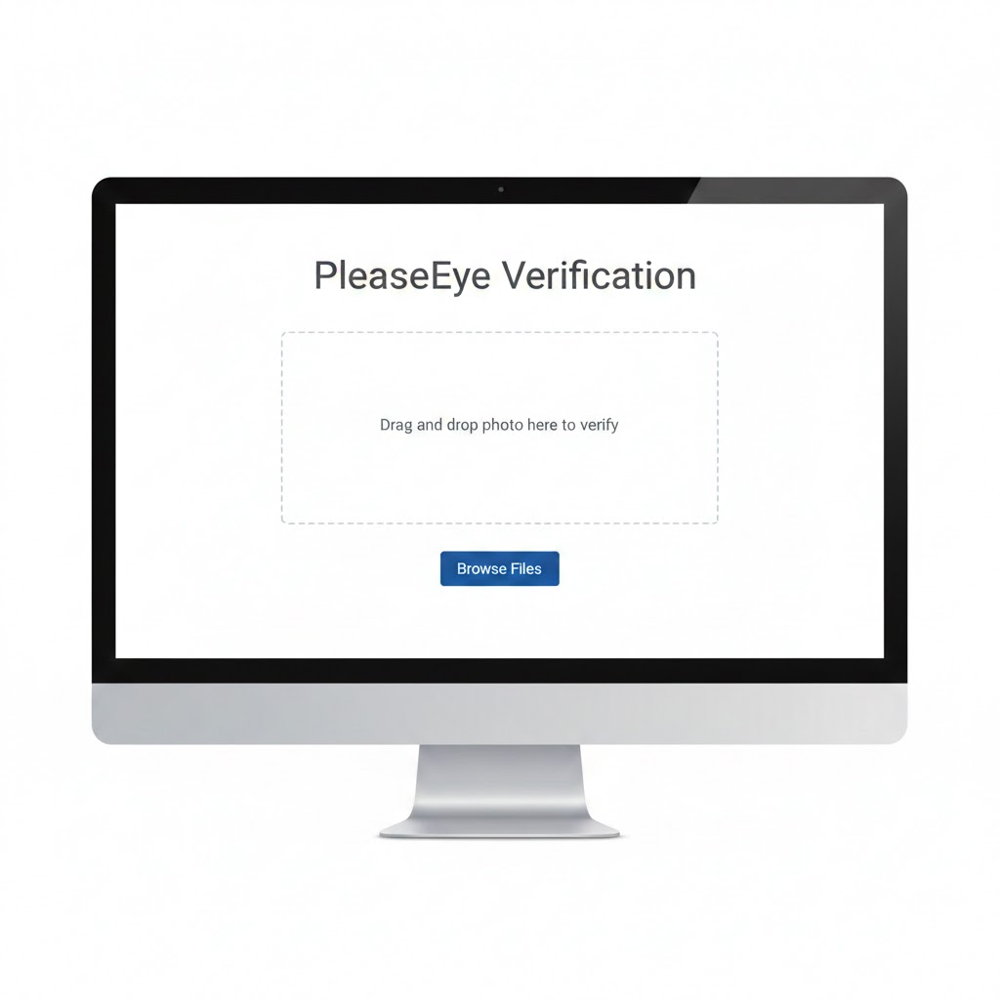 PleaseEye Verification
Drag and drop photo here to verify
Browse Files